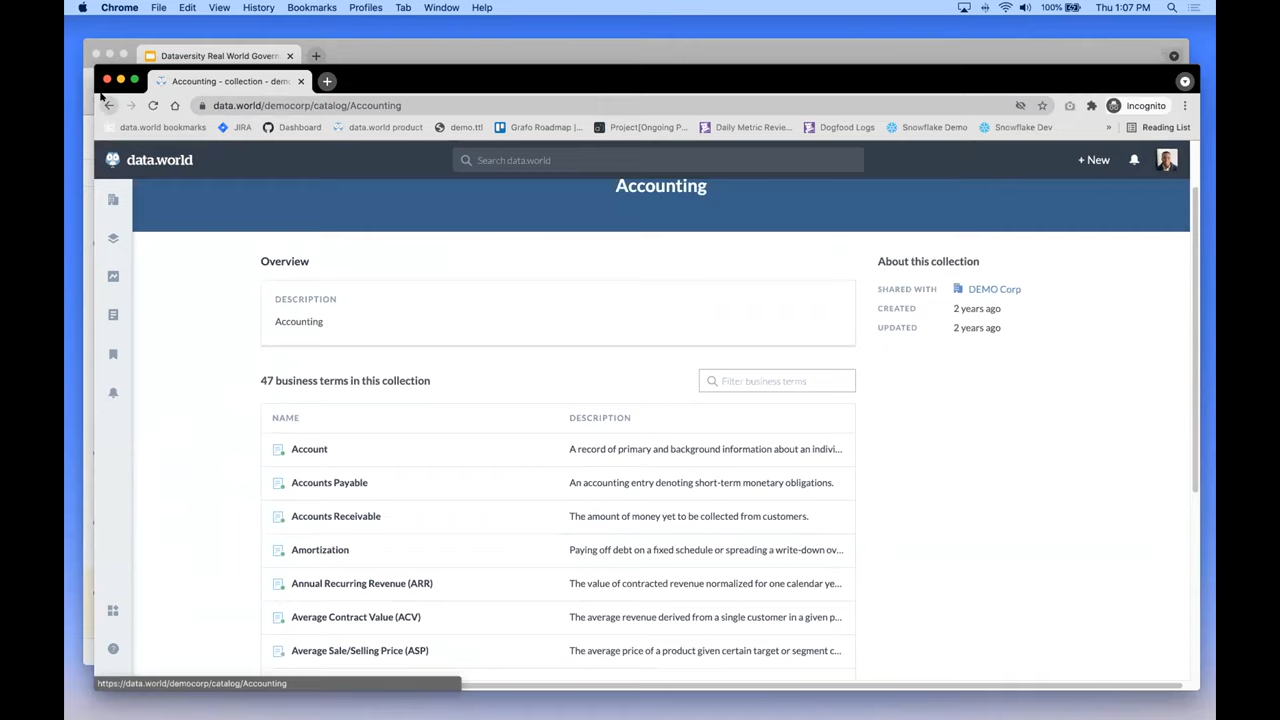 Chrome File Edit View History Bookmarks Profiles Tab Window Help 100% Thu 1:07 PM
Dataversity Real World Govern
Accounting - collection - demo
data.world/democorp/catalog/Accounting Incognito
data.world bookmarks JIRA Dashboard data.world product demo.ttl Grafo Roadmap |... Project[Ongoing P... Daily Metric Revie... Dogfood Logs Snowflake Demo Snowflake Dev » Reading List
data.world Search data.world + New
Accounting
Overview
DESCRIPTION
Accounting
About this collection
SHARED WITH DEMO Corp
CREATED 2 years ago
UPDATED 2 years ago
47 business terms in this collection Filter business terms
NAME DESCRIPTION
Account A record of primary and background information about an indivi...
Accounts Payable An accounting entry denoting short-term monetary obligations.
Accounts Receivable The amount of money yet to be collected from customers.
Amortization Paying off debt on a fixed schedule or spreading a write-down ov...
Annual Recurring Revenue (ARR) The value of contracted revenue normalized for one calendar ye...
Average Contract Value (ACV) The average revenue derived from a single customer in a given p...
Average Sale/Selling Price (ASP) The average price of a product given certain target or segment c...
https://data.world/democorp/catalog/Accounting